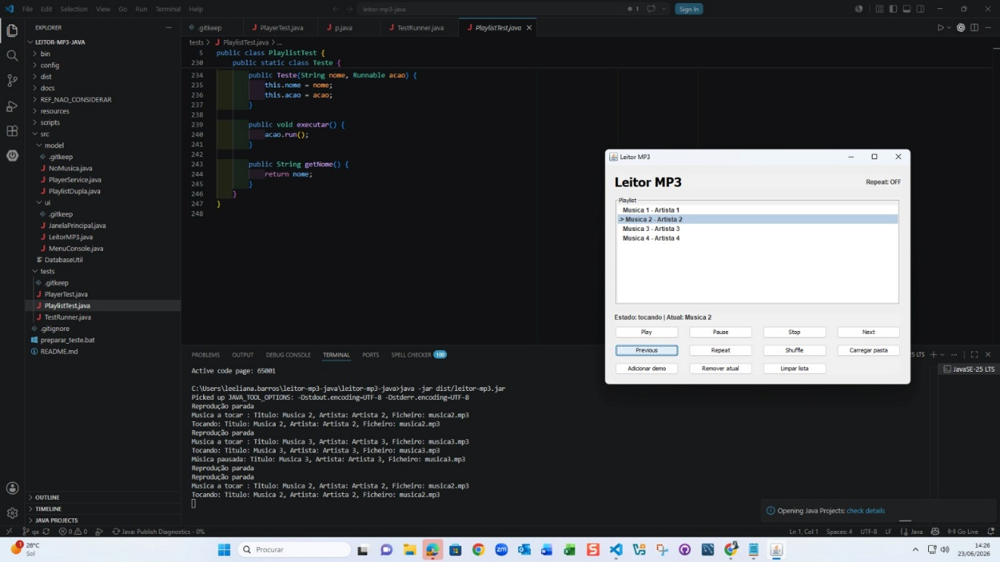 File Edit Selection View Go Run Terminal Help
leitor-mp3-java
1
Sign In
EXPLORER
LEITOR-MP3-JAVA
bin
config
dist
docs
REF_NAO_CONSIDERAR
resources
scripts
src
model
.gitkeep
NoMusica.java
PlayerService.java
PlaylistDupla.java
ui
.gitkeep
JanelaPrincipal.java
LeitorMP3.java
MenuConsole.java
DatabaseUtil
tests
.gitkeep
PlayerTest.java
PlaylistTest.java
TestRunner.java
.gitignore
preparar_teste.bat
README.md
OUTLINE
TIMELINE
JAVA PROJECTS
.gitkeep PlayerTest.java p.java TestRunner.java PlaylistTest.java
tests > PlaylistTest.java > ...
5 public class PlaylistTest {
230 public static class Teste {
234 public Teste(String nome, Runnable acao) {
235 this.nome = nome;
236 this.acao = acao;
237 }
238
239 public void executar() {
240 acao.run();
241 }
242
243 public String getNome() {
244 return nome;
245 }
246 }
247 }
248
PROBLEMS OUTPUT DEBUG CONSOLE TERMINAL PORTS SPELL CHECKER 100
Active code page: 65001
C:\Users\leeliana.barros\leitor-mp3-java\leitor-mp3-java>java -jar dist/leitor-mp3.jar
Picked up JAVA_TOOL_OPTIONS: -Dstdout.encoding=UTF-8 -Dstderr.encoding=UTF-8
Reprodução parada
Musica a tocar : Titulo: Musica 2, Artista: Artista 2, Ficheiro: musica2.mp3
Tocando: Titulo: Musica 2, Artista: Artista 2, Ficheiro: musica2.mp3
Reprodução parada
Musica a tocar : Titulo: Musica 3, Artista: Artista 3, Ficheiro: musica3.mp3
Tocando: Titulo: Musica 3, Artista: Artista 3, Ficheiro: musica3.mp3
Música pausada: Titulo: Musica 3, Artista: Artista 3, Ficheiro: musica3.mp3
Reprodução parada
Reprodução parada
Musica a tocar : Titulo: Musica 2, Artista: Artista 2, Ficheiro: musica2.mp3
Tocando: Titulo: Musica 2, Artista: Artista 2, Ficheiro: musica2.mp3
LTS
JavaSE-25 LTS
Leitor MP3
Leitor MP3
Repeat: OFF
Playlist
Musica 1 - Artista 1
-> Musica 2 - Artista 2
Musica 3 - Artista 3
Musica 4 - Artista 4
Estado: tocando | Atual: Musica 2
Play Pause Stop Next
Previous Repeat Shuffle Carregar pasta
Adicionar demo Remover atual Limpar lista
Opening Java Projects: check details
qa 0 0 Java: Publish Diagnostics - 0%
Ln 1, Col 1 Spaces: 4 UTF-8 LF Java Go Live
1
28°C
Sol
Procurar
zm
14:26
23/06/2026